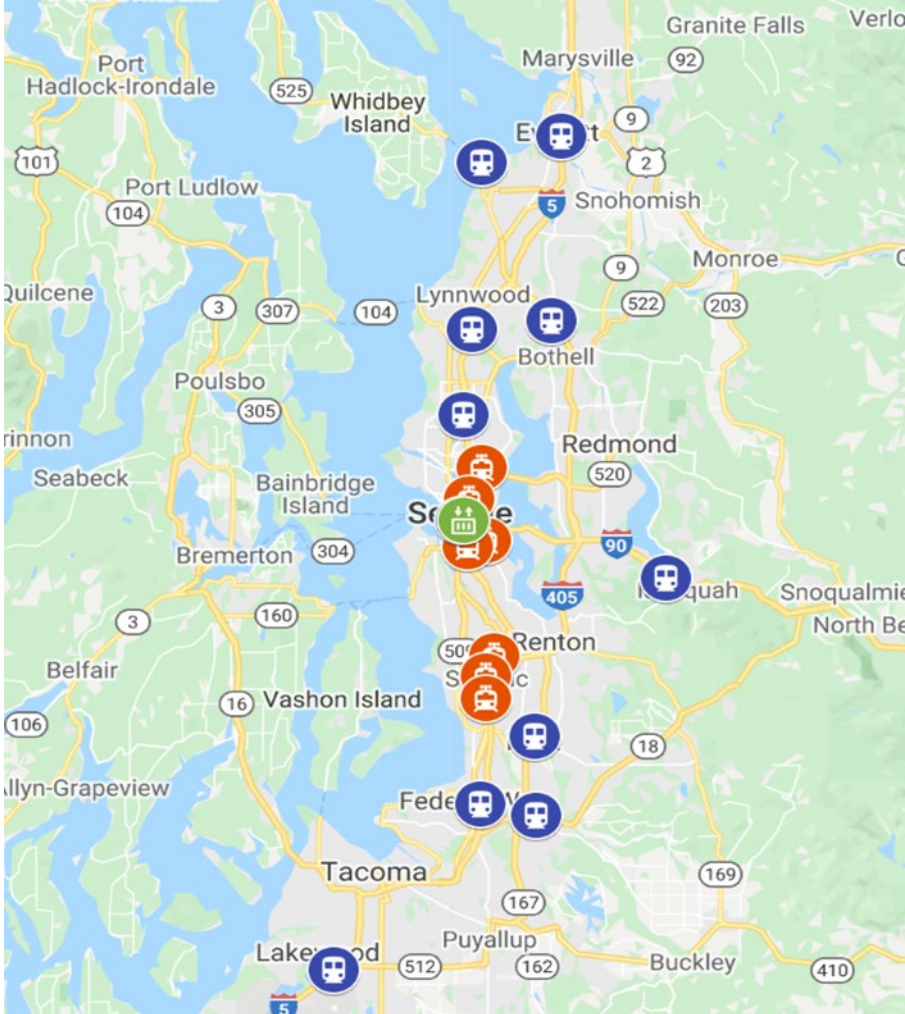 Granite Falls
Verlo
Port
Hadlock-Irondale
Marysville
92
525
Whidbey
Island
9
101
2
Port Ludlow
5
Snohomish
104
Monroe
9
G
Quilcene
3
307
104
Lynnwood
522
203
Bothell
Poulsbo
305
rinnon
Redmond
520
Seabeck
Bainbridge
Island
304
90
Bremerton
405
Snoqualmie
3
160
North Be
Renton
Belfair
16
Vashon Island
106
18
Allyn-Grapeview
Tacoma
169
167
Puyallup
512
162
Buckley
410
5